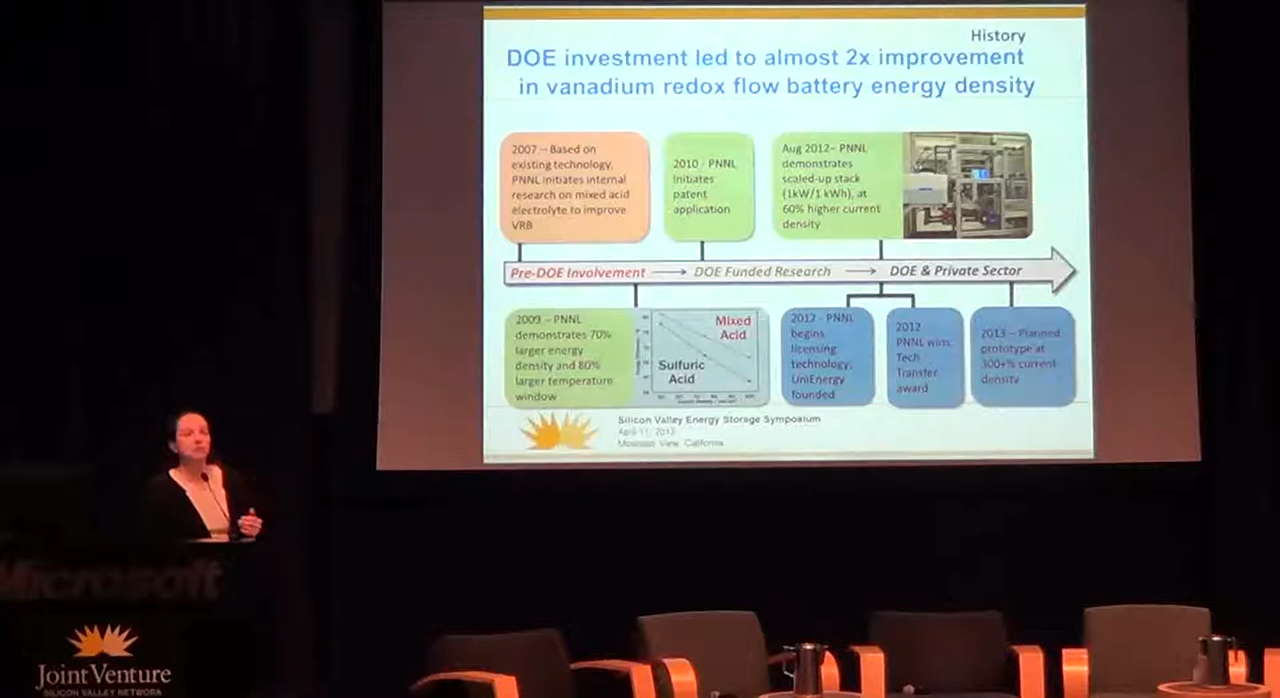 History
DOE investment led to almost 2x improvement
in vanadium redox flow battery energy density
2007 – Based on
existing technology,
PNNL initiates internal
research on mixed acid
electrolyte to improve
VRB
2010 - PNNL
Initiates
patent
application
Aug 2012– PNNL
demonstrates
scaled-up stack
(1kW/1 kWh), at
60% higher current
density
Pre-DOE Involvement → DOE Funded Research → DOE & Private Sector
2009 – PNNL
demonstrates 70%
larger energy
density and 80%
larger temperature
window
Mixed
Acid
Sulfuric
Acid
2012 - PNNL
begins
licensing
technology;
UniEnergy
founded
2012
PNNL wins
Tech
Transfer
award
2013 – Planned
prototype at
300+% current
density
Silicon Valley Energy Storage Symposium
April 11, 2013
Mountain View, California
Microsoft
Joint Venture
SILICON VALLEY NETWORK